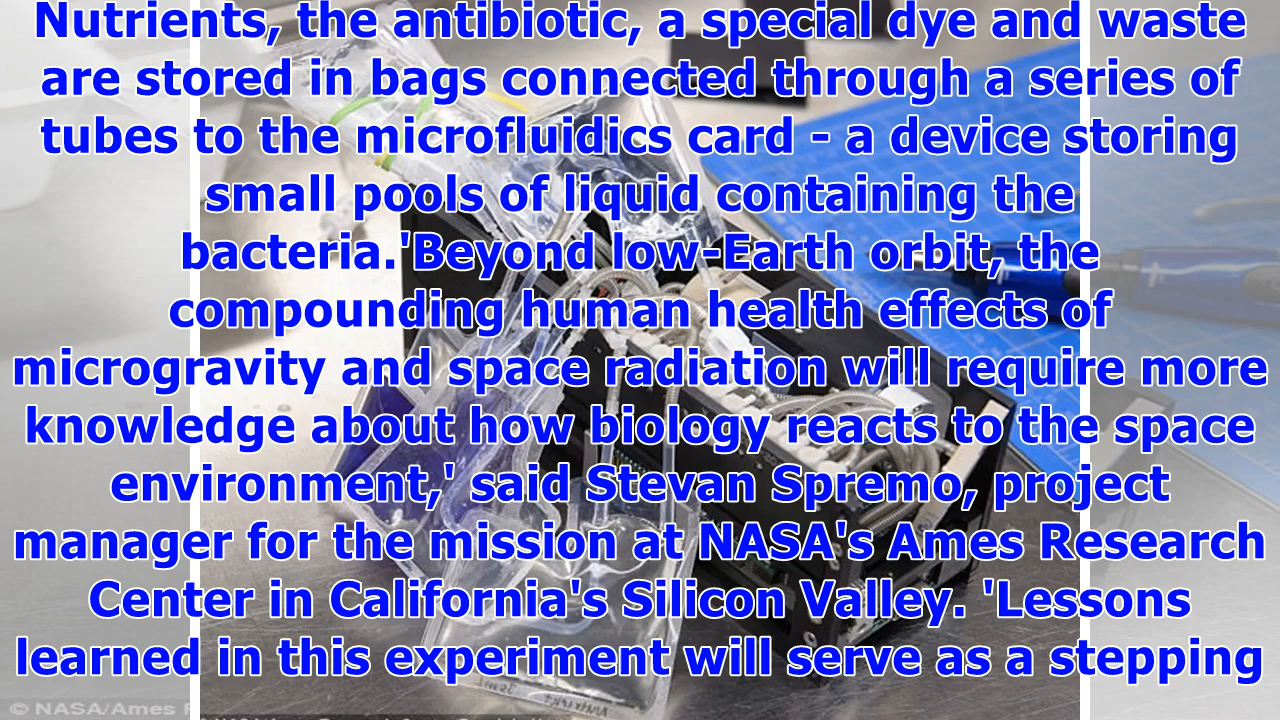 Nutrients, the antibiotic, a special dye and waste
are stored in bags connected through a series of
tubes to the microfluidics card - a device storing
small pools of liquid containing the
bacteria.'Beyond low-Earth orbit, the
compounding human health effects of
microgravity and space radiation will require more
knowledge about how biology reacts to the space
environment,' said Stevan Spremo, project
manager for the mission at NASA's Ames Research
Center in California's Silicon Valley. 'Lessons
learned in this experiment will serve as a stepping
© NASA/Ames